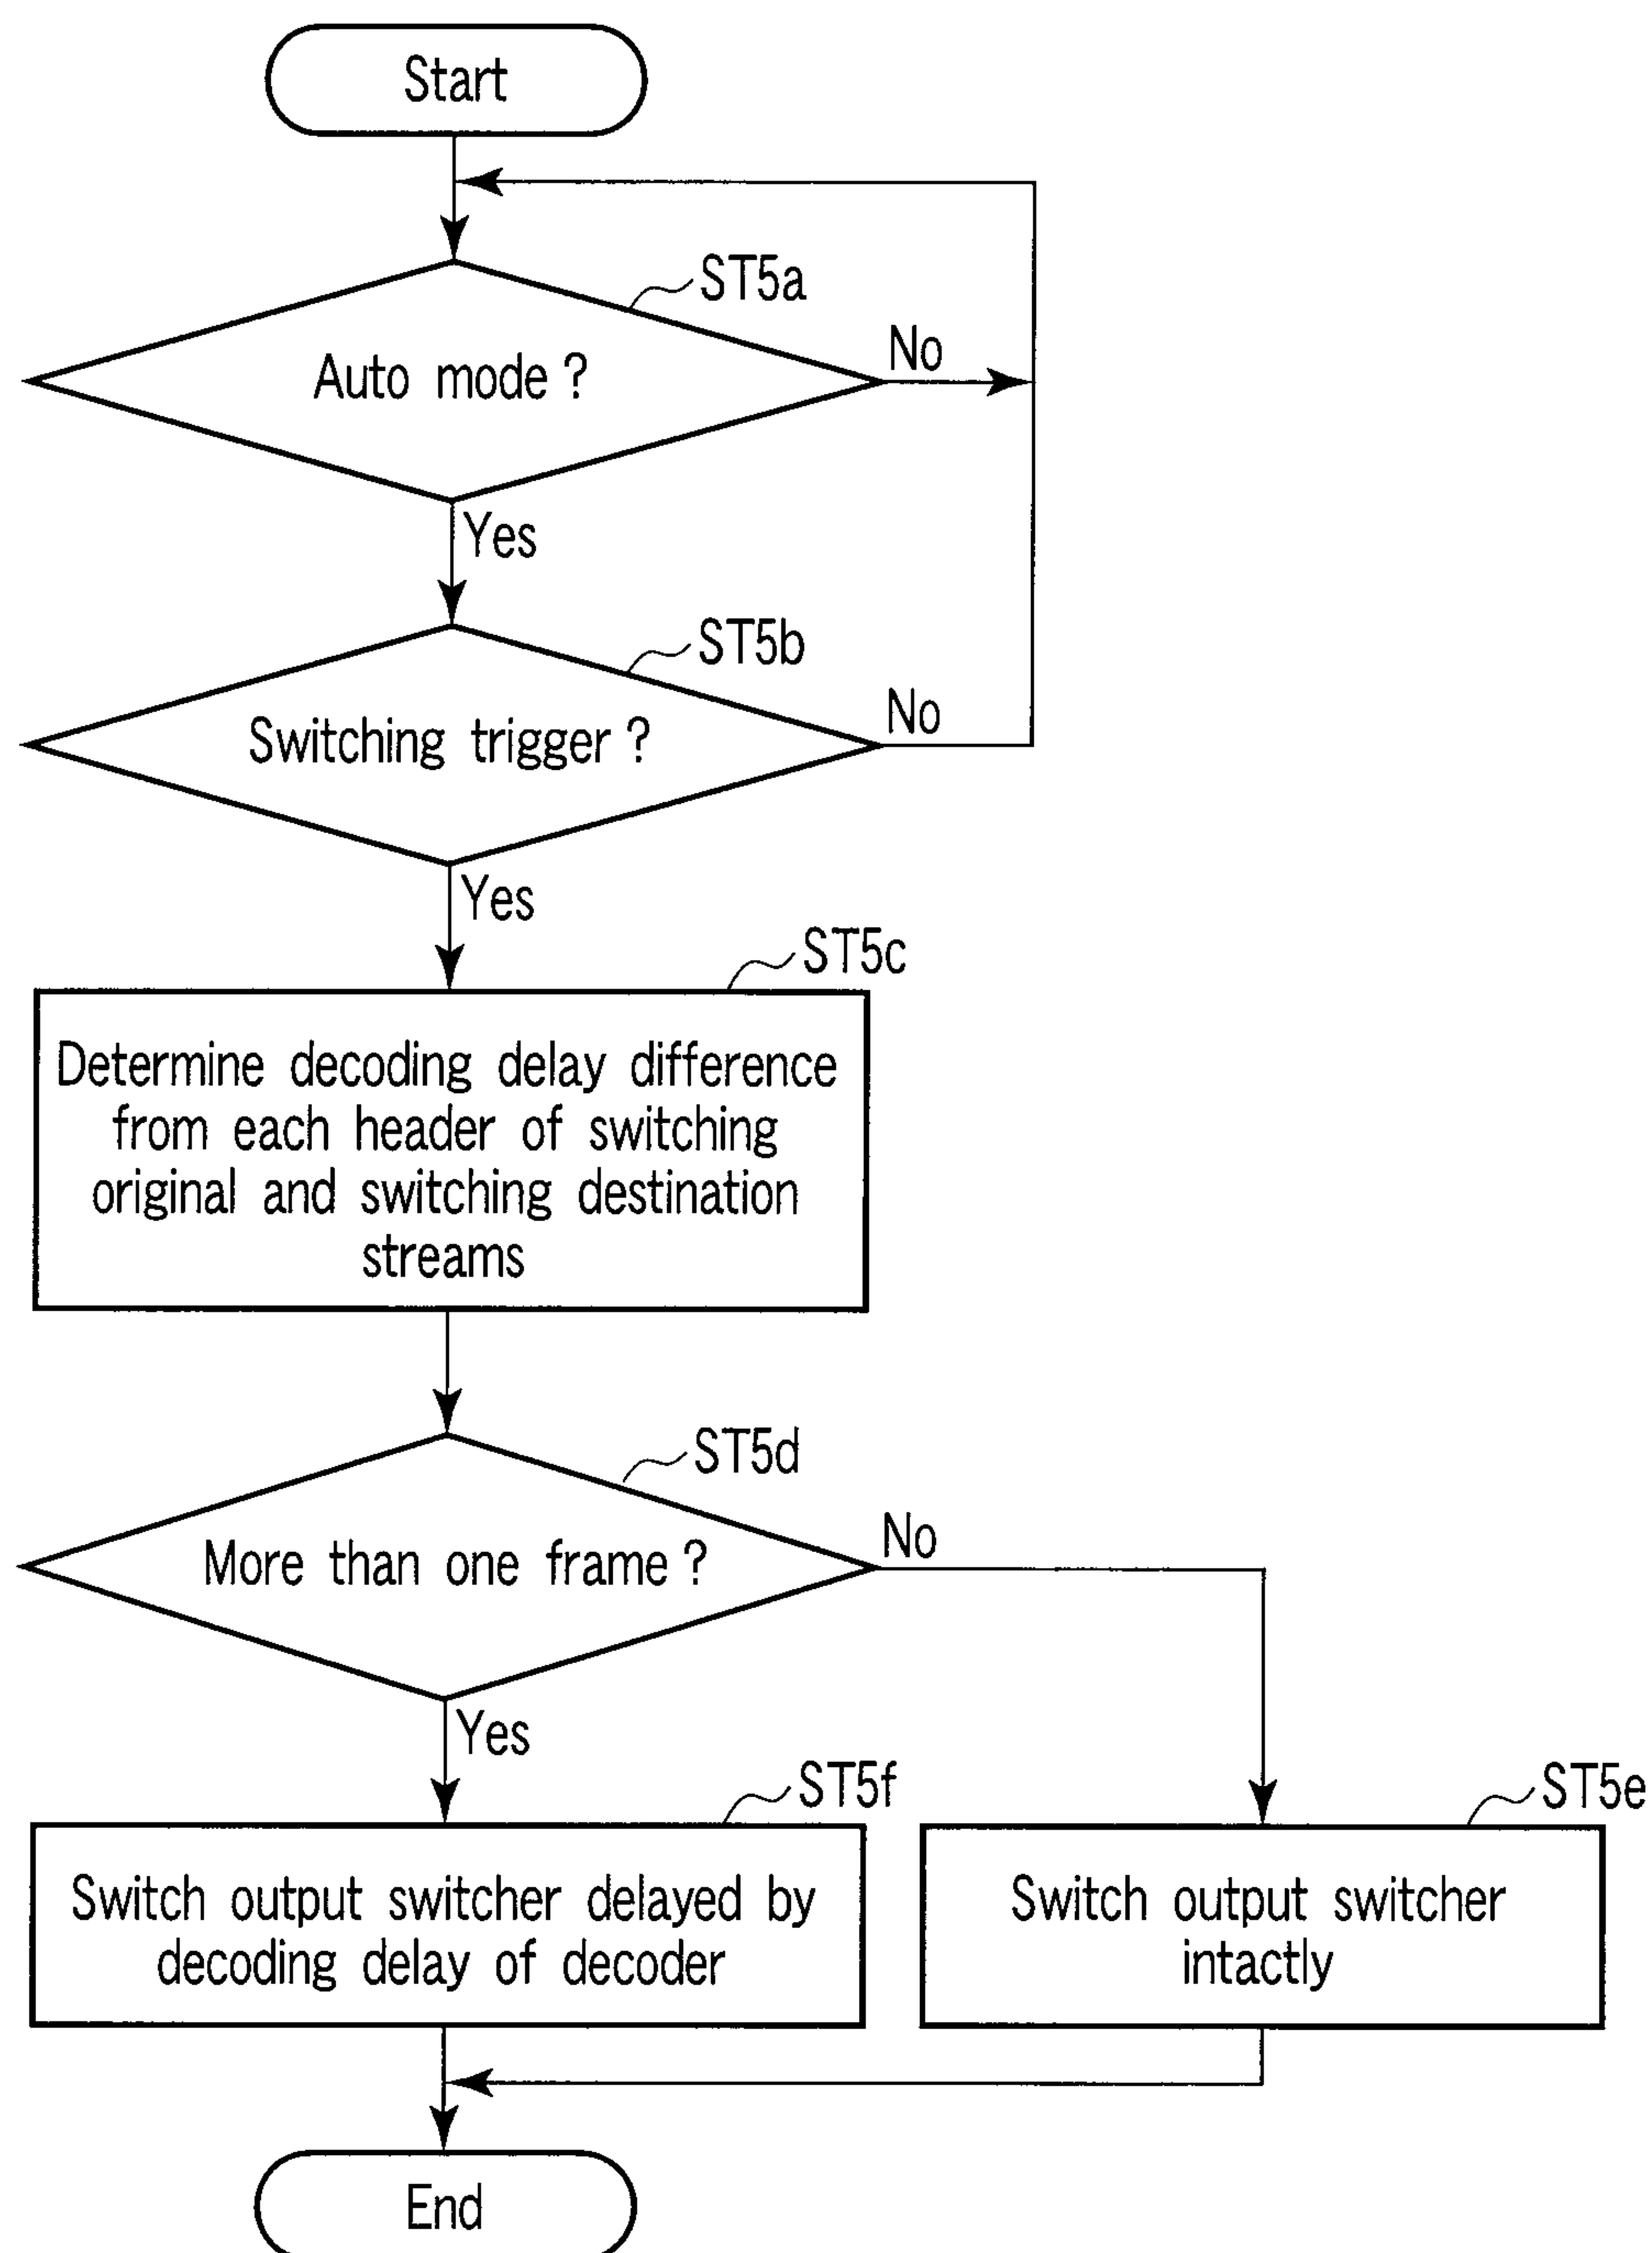 Start
ST5a
Auto mode ?
No
Yes
ST5b
Switching trigger ?
No
Yes
ST5c
Determine decoding delay difference
from each header of switching
original and switching destination
streams
ST5d
More than one frame ?
No
Yes
ST5f
Switch output switcher delayed by
decoding delay of decoder
ST5e
Switch output switcher
intactly
End